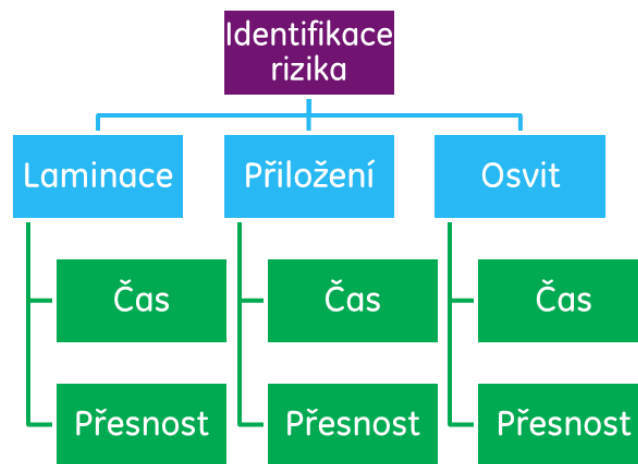 Identifikace
rizika
Laminace
Přiložení
Osvit
Čas
Čas
Čas
Přesnost
Přesnost
Přesnost